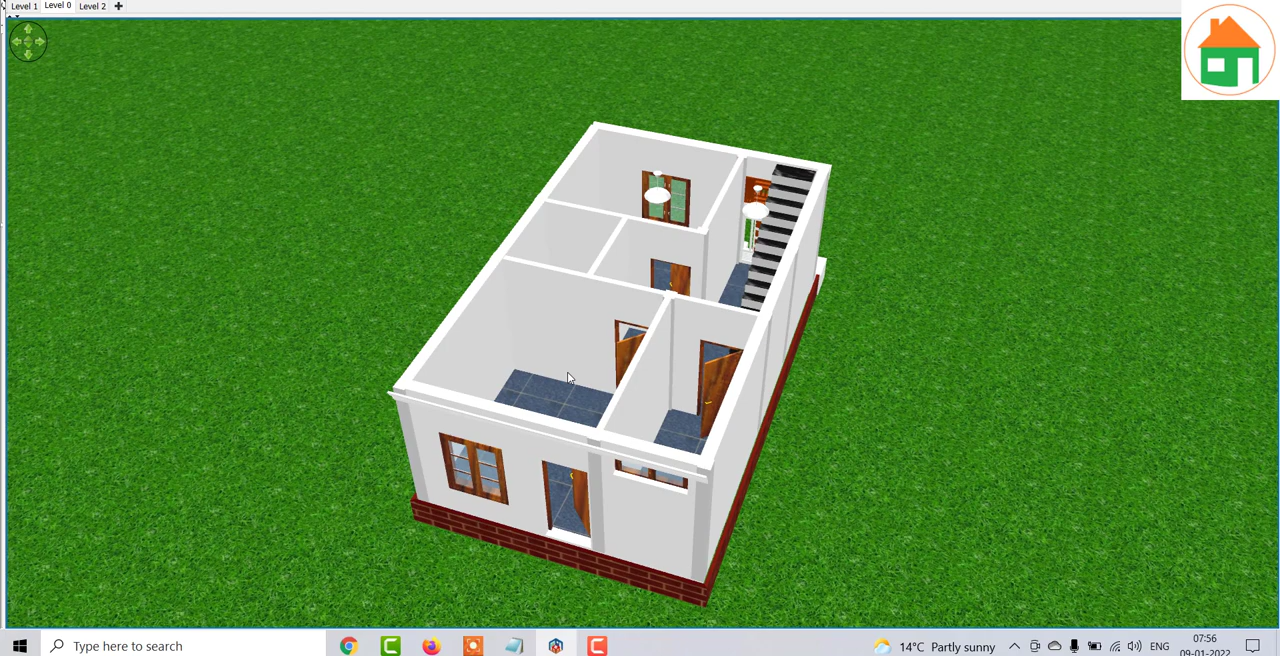 Level 1 Level 0 Level 2
Type here to search
14°C Partly sunny
ENG
07:56
09-01-2022